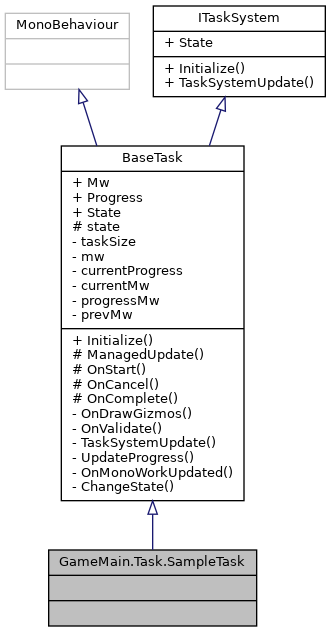 MonoBehaviour
ITaskSystem
+ State
+ Initialize()
+ TaskSystemUpdate()
BaseTask
+ Mw
+ Progress
+ State
# state
- taskSize
- mw
- currentProgress
- currentMw
- progressMw
- prevMw
+ Initialize()
# ManagedUpdate()
# OnStart()
# OnCancel()
# OnComplete()
- OnDrawGizmos()
- OnValidate()
- TaskSystemUpdate()
- UpdateProgress()
- OnMonoWorkUpdated()
- ChangeState()
GameMain.Task.SampleTask